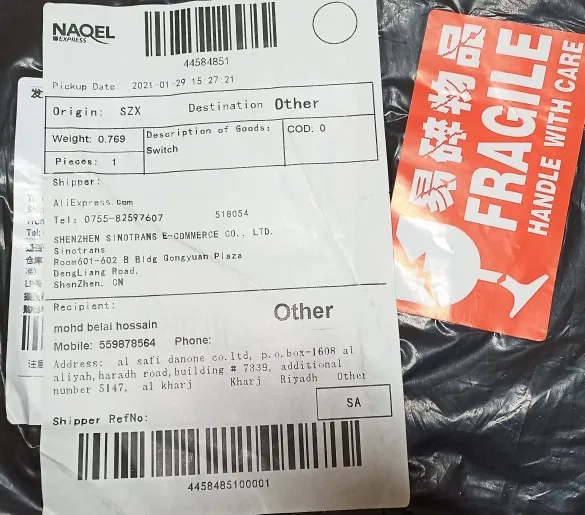 NAQEL
EXPRESS
44584851
Pickup Date: 2021-01-29 15:27:21
Origin: SZX Destination Other
Weight: 0.769 Description of Goods: COD: 0
Switch
Pieces: 1
Shipper:
AliExpress.com
Tel: 0755-82597607 518054
SHENZHEN SINOTRANS E-COMMERCE CO., LTD.
Sinotrans
Room601-602 B Bldg Gongyuan Plaza
DengLiang Road,
ShenZhen, CN
Recipient:
Other
mohd belal hossain
Mobile: 559878564 Phone:
Address: al safi danone co.ltd, p.o.box-1608 al
aliyah,haradh road,building # 7339, additional
number 5147, al kharj Kharj Riyadh Other
SA
Shipper RefNo:
4458485100001
易碎物品
FRAGILE
HANDLE WITH CARE